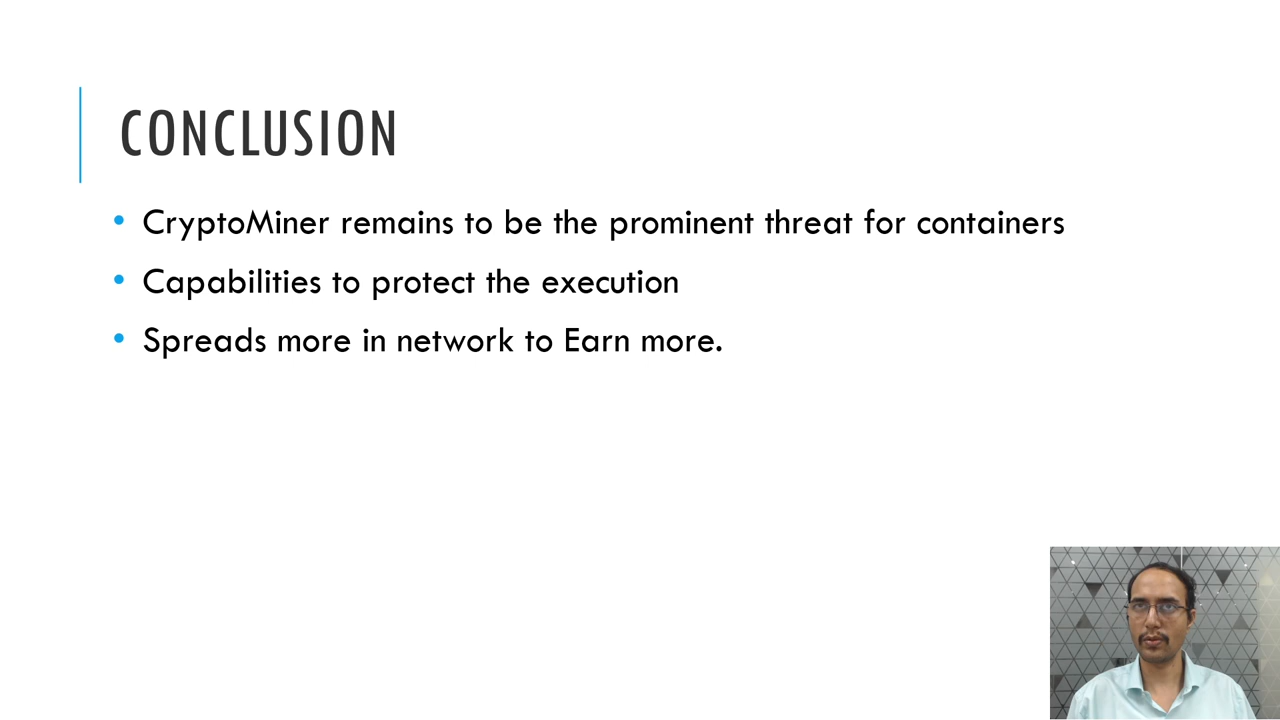 CONCLUSION
• CryptoMiner remains to be the prominent threat for containers
• Capabilities to protect the execution
• Spreads more in network to Earn more.